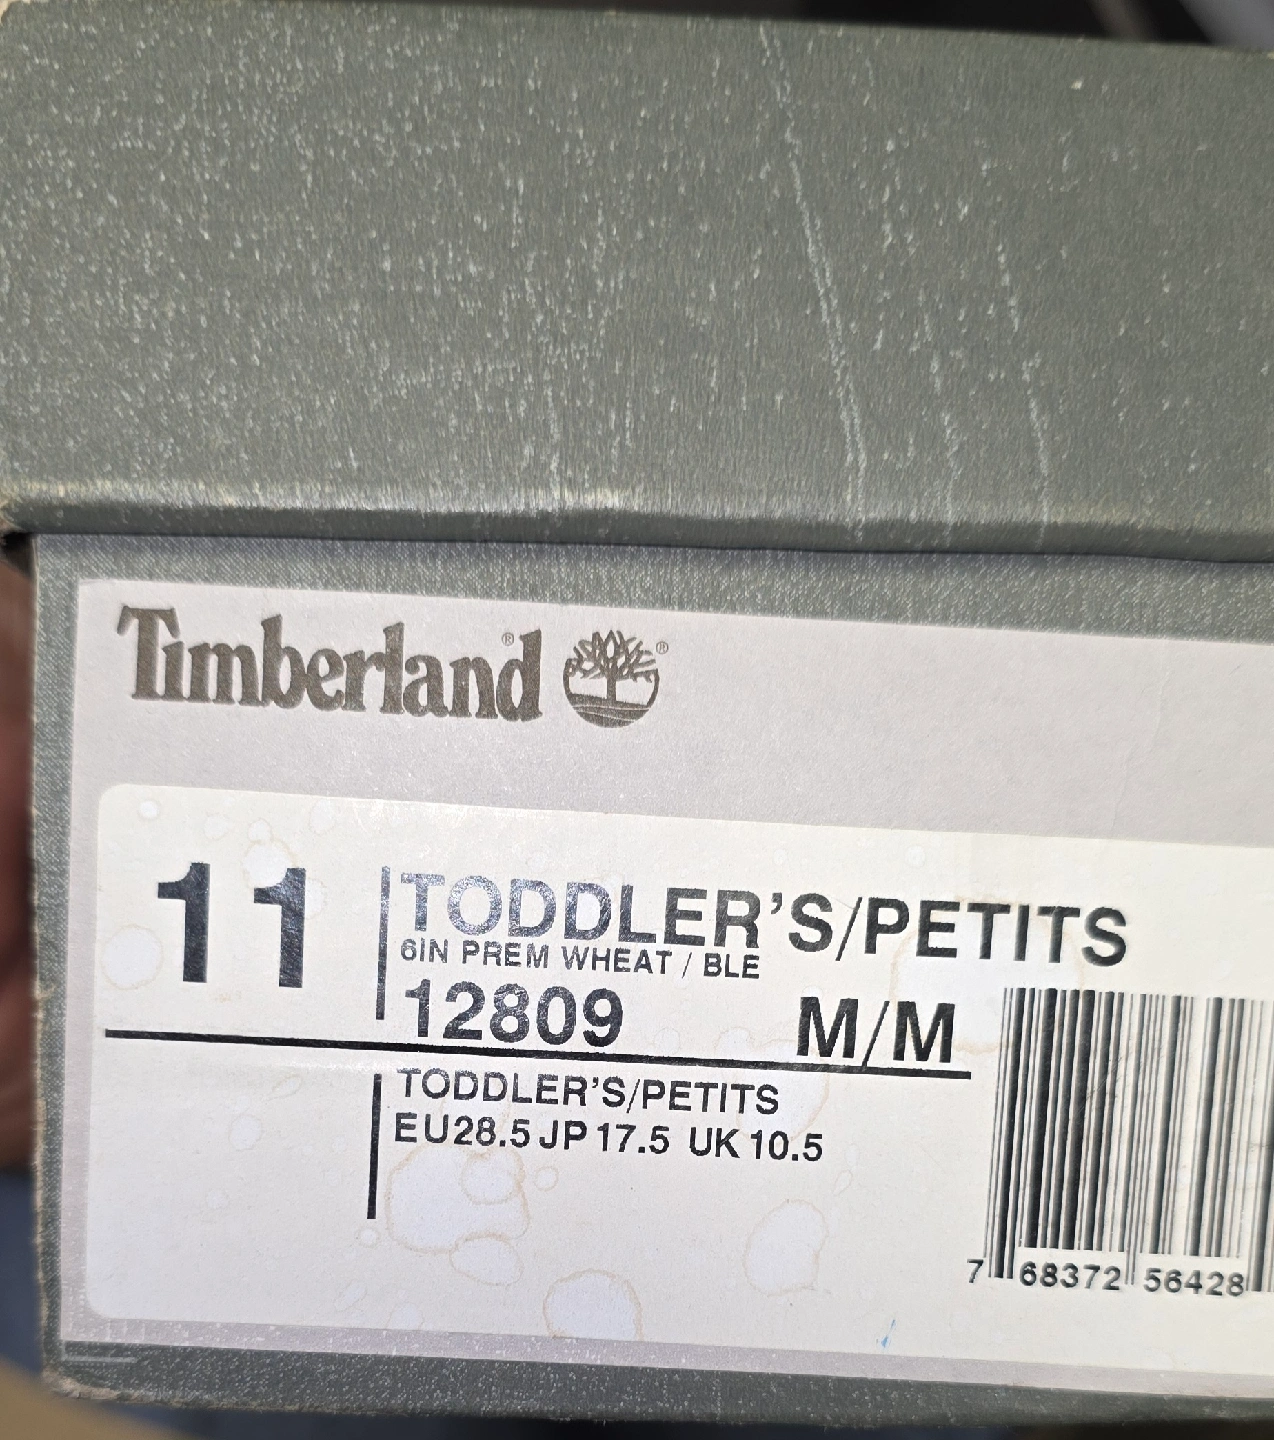 Timberland® ®
11
TODDLER'S/PETITS
6IN PREM WHEAT / BLE
12809 M/M
TODDLER'S/PETITS
EU28.5 JP 17.5 UK 10.5
7 68372 56428